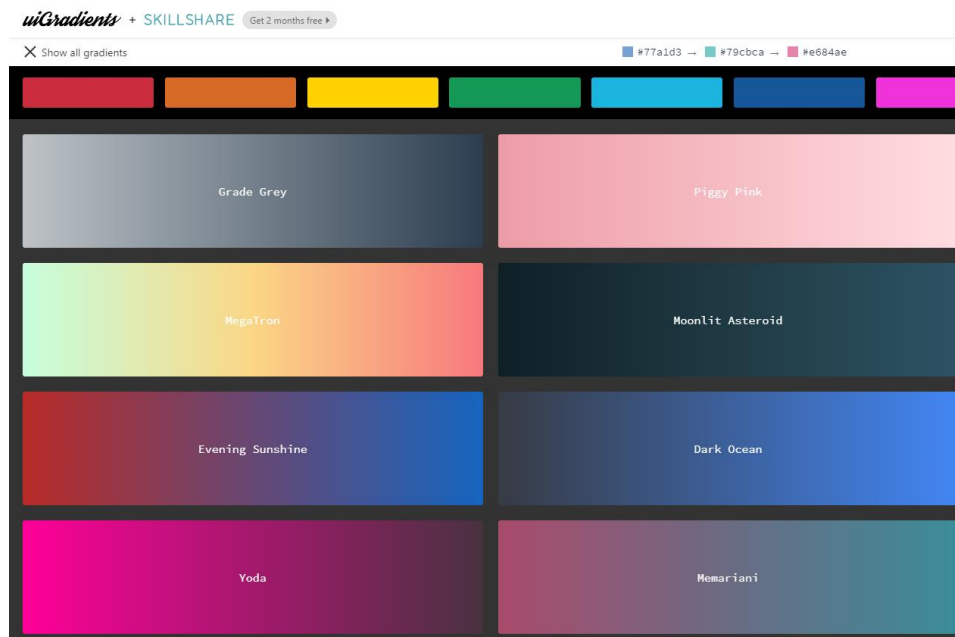 uiGradients + SKILLSHARE Get 2 months free
Show all gradients #77a1d3 → #79cbca → #e684ae
Grade Grey Piggy Pink
MegaTron Moonlit Asteroid
Evening Sunshine Dark Ocean
Yoda Memariani